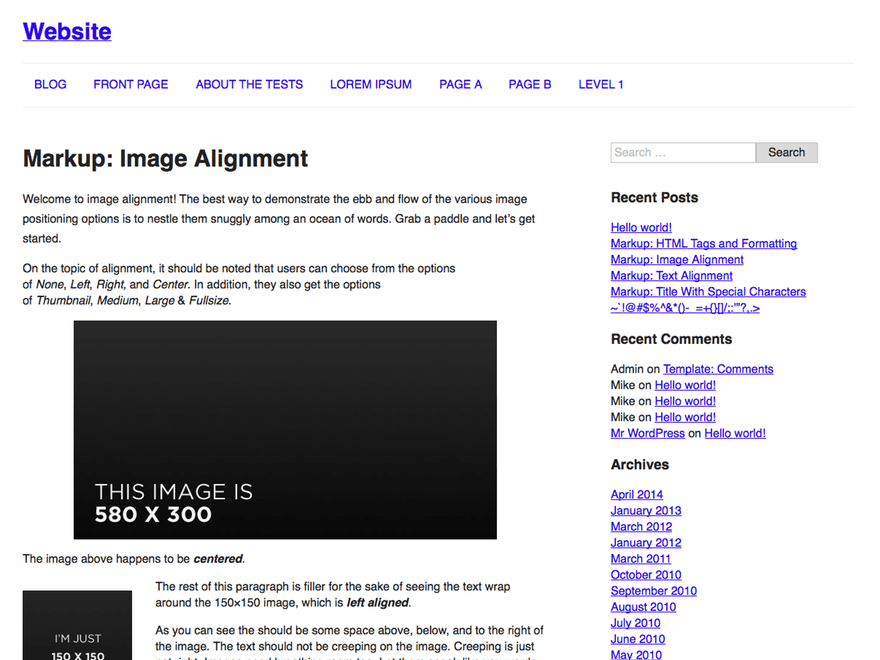 Website
BLOG FRONT PAGE ABOUT THE TESTS LOREM IPSUM PAGE A PAGE B LEVEL 1
Markup: Image Alignment
Welcome to image alignment! The best way to demonstrate the ebb and flow of the various image
positioning options is to nestle them snuggly among an ocean of words. Grab a paddle and let's get
started.
On the topic of alignment, it should be noted that users can choose from the options
of None, Left, Right, and Center. In addition, they also get the options
of Thumbnail, Medium, Large & Fullsize.
THIS IMAGE IS
580 X 300
The image above happens to be centered.
The rest of this paragraph is filler for the sake of seeing the text wrap
around the 150×150 image, which is left aligned.
I'M JUST
150 X 150
As you can see the should be some space above, below, and to the right of
the image. The text should not be creeping on the image. Creeping is just
Search … Search
Recent Posts
Hello world!
Markup: HTML Tags and Formatting
Markup: Image Alignment
Markup: Text Alignment
Markup: Title With Special Characters
~`!@#$%^&*()-_=+{}[]/;:'"?,.>
Recent Comments
Admin on Template: Comments
Mike on Hello world!
Mike on Hello world!
Mike on Hello world!
Mr WordPress on Hello world!
Archives
April 2014
January 2013
March 2012
January 2012
March 2011
October 2010
September 2010
August 2010
July 2010
June 2010
May 2010